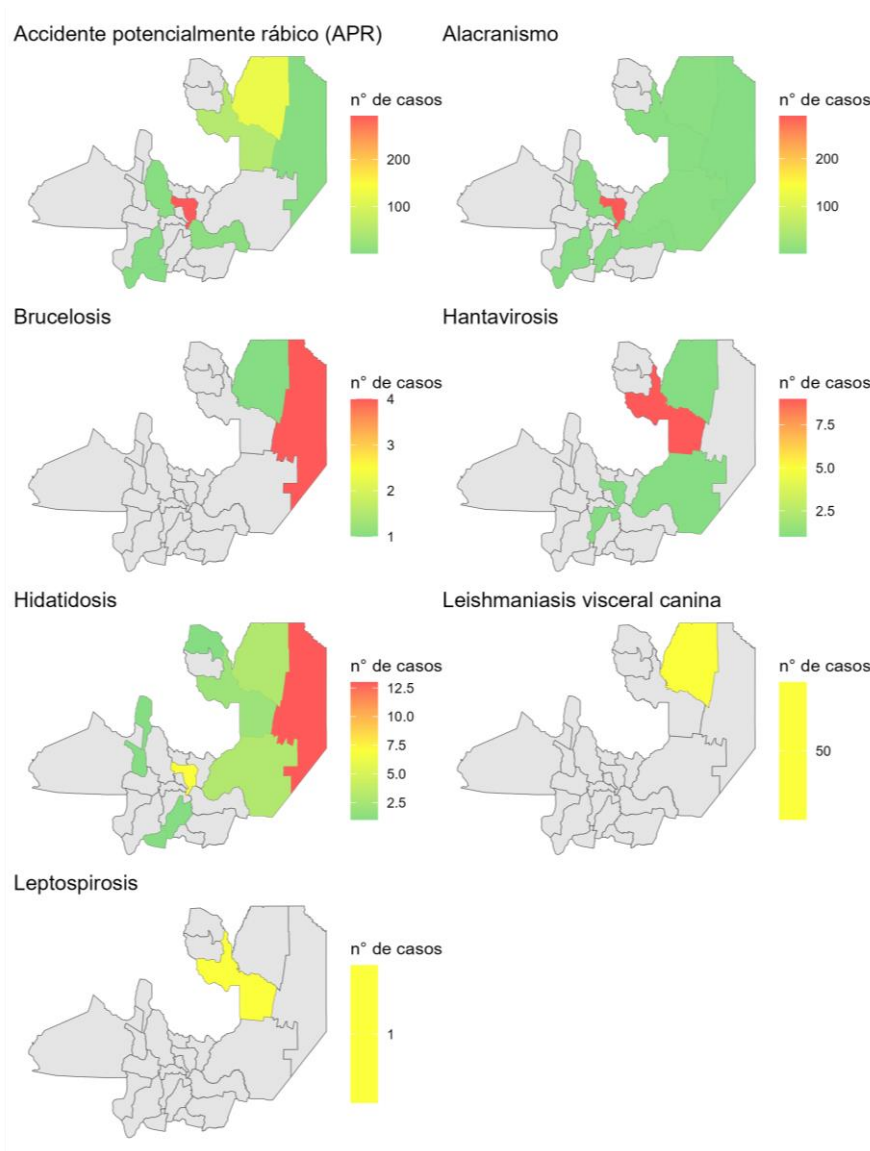 Accidente potencialmente rábico (APR)
n° de casos
200
100
Alacranismo
n° de casos
200
100
Brucelosis
n° de casos
4
3
2
1
Hantavirosis
n° de casos
7.5
5.0
2.5
Hidatidosis
n° de casos
12.5
10.0
7.5
5.0
2.5
Leishmaniasis visceral canina
n° de casos
50
Leptospirosis
n° de casos
1